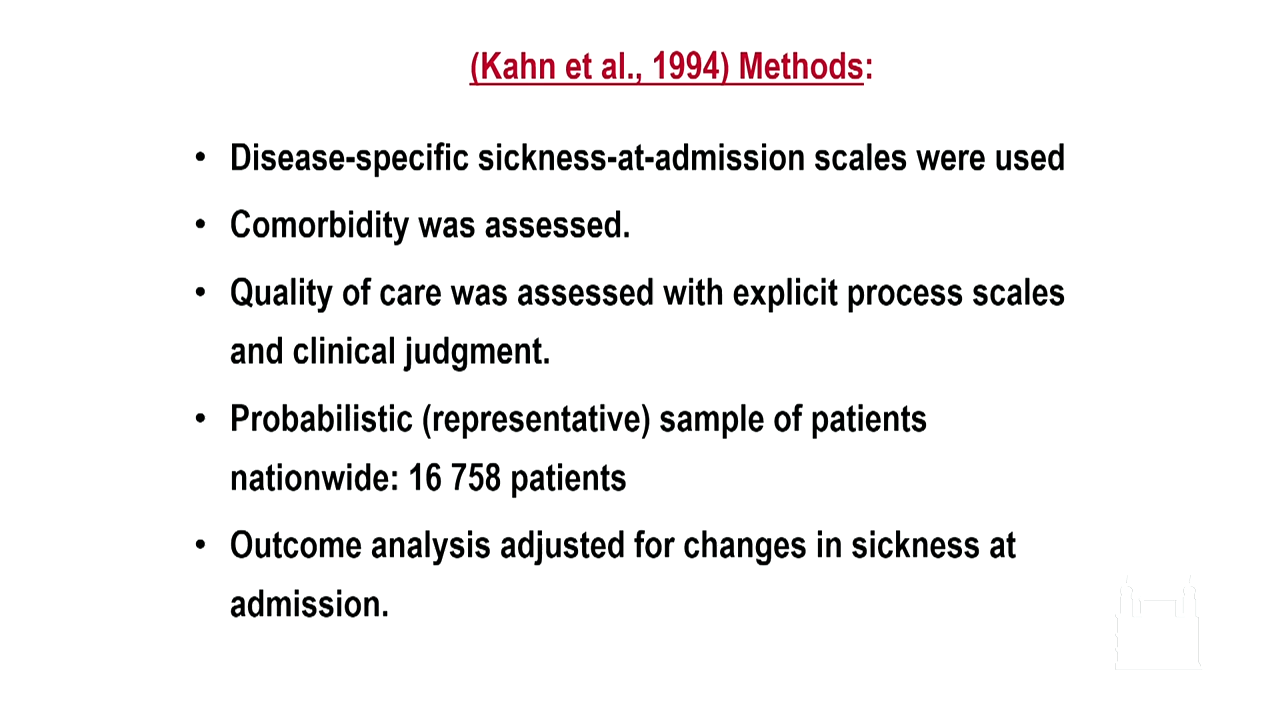 (Kahn et al., 1994) Methods:
• Disease-specific sickness-at-admission scales were used
• Comorbidity was assessed.
• Quality of care was assessed with explicit process scales
and clinical judgment.
• Probabilistic (representative) sample of patients
nationwide: 16 758 patients
• Outcome analysis adjusted for changes in sickness at
admission.